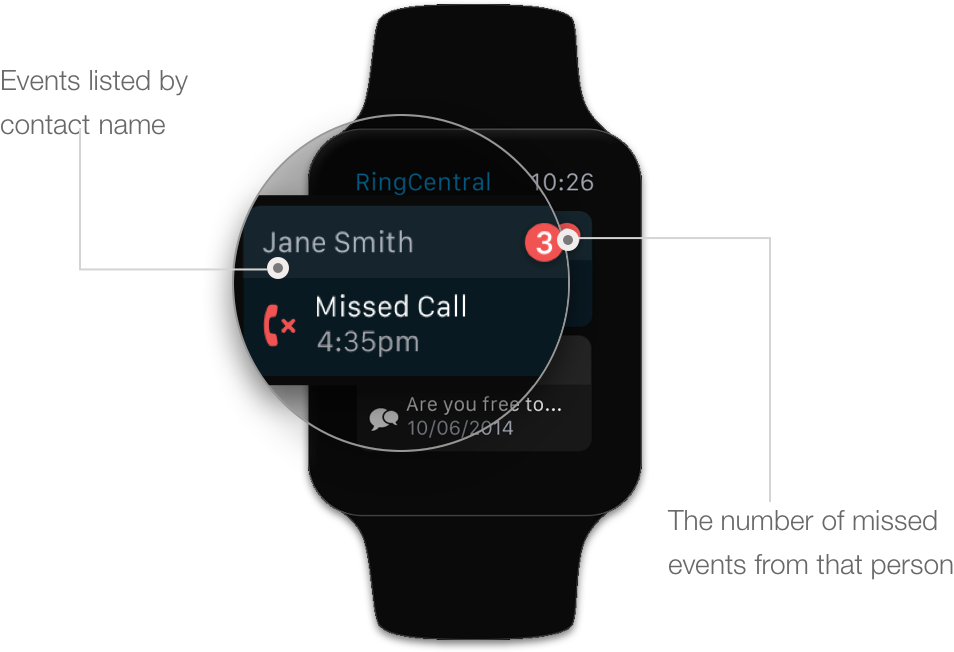 Events listed by
contact name
RingCentral 10:26
Jane Smith 3
Missed Call
4:35pm
Are you free to...
10/06/2014
The number of missed
events from that person